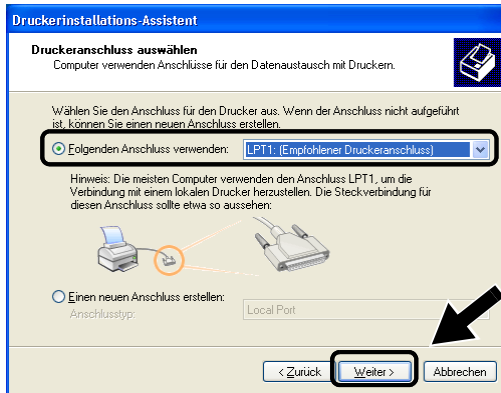 Druckerinstallations-Assistent
Druckeranschluss auswählen
Computer verwenden Anschlüsse für den Datenaustausch mit Druckern.
Wählen Sie den Anschluss für den Drucker aus. Wenn der Anschluss nicht aufgeführt
ist, können Sie einen neuen Anschluss erstellen.
Folgenden Anschluss verwenden: LPT1: (Empfohlener Druckeranschluss)
Hinweis: Die meisten Computer verwenden den Anschluss LPT1, um die
Verbindung mit einem lokalen Drucker herzustellen. Die Steckverbindung für
diesen Anschluss sollte etwa so aussehen:
Einen neuen Anschluss erstellen:
Anschlusstyp: Local Port
< Zurück Weiter > Abbrechen